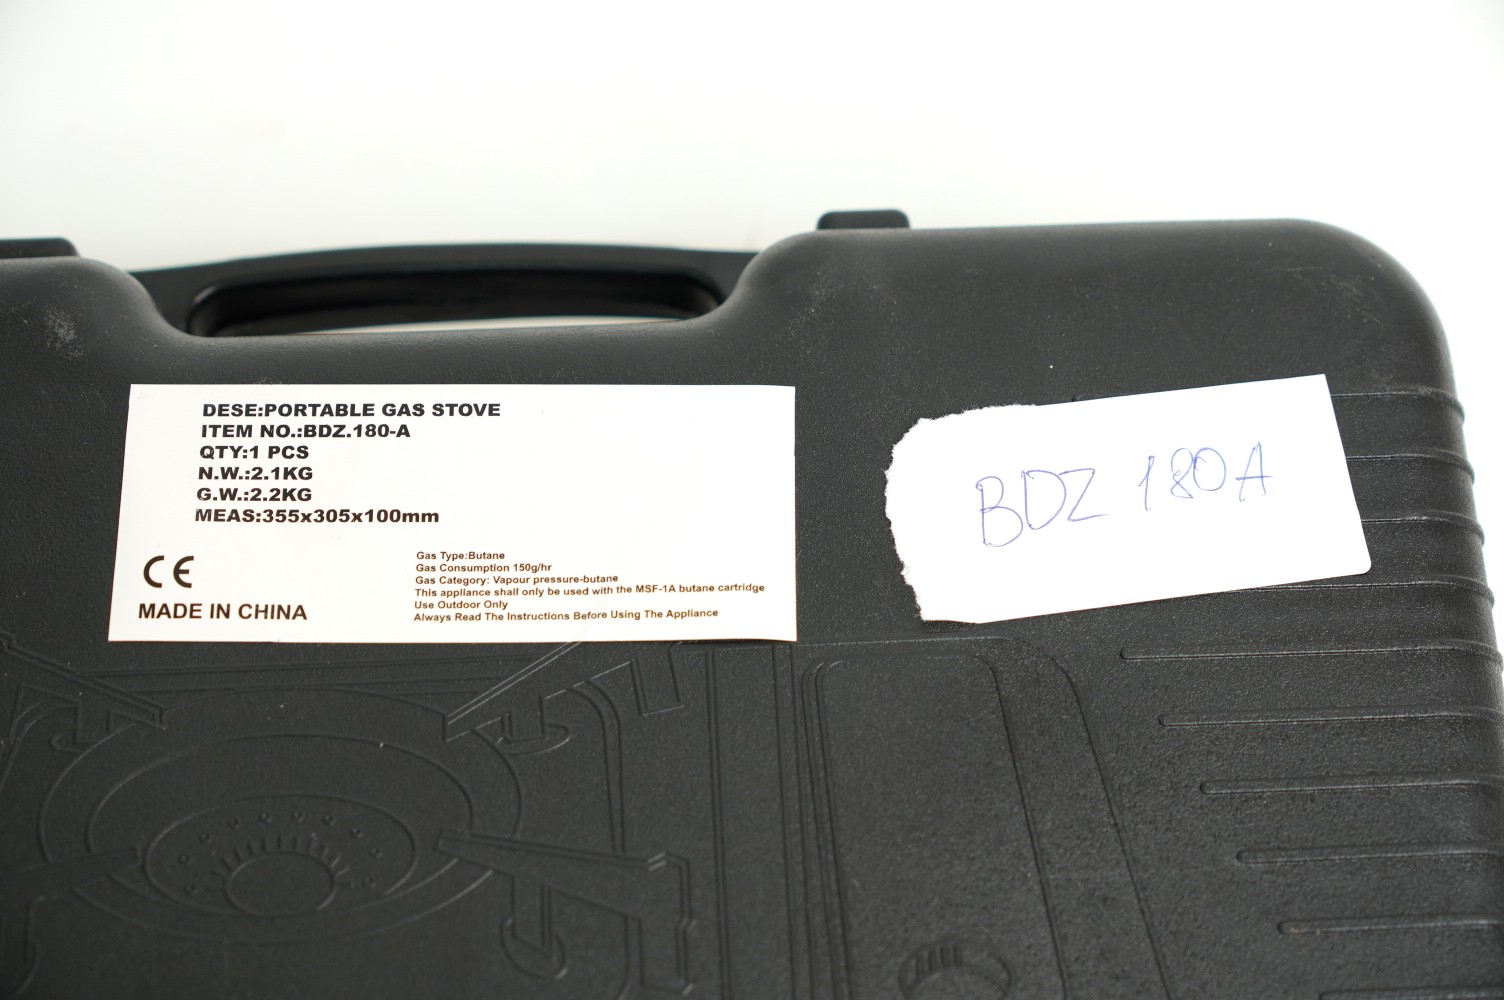 DESE:PORTABLE GAS STOVE
ITEM NO.:BDZ.180-A
QTY:1 PCS
N.W.:2.1KG
G.W.:2.2KG
MEAS:355x305x100mm
CE
MADE IN CHINA
Gas Type:Butane
Gas Consumption 150g/hr
Gas Category: Vapour pressure-butane
This appliance shall only be used with the MSF-1A butane cartridge
Use Outdoor Only
Always Read The Instructions Before Using The Appliance
BDZ 180A